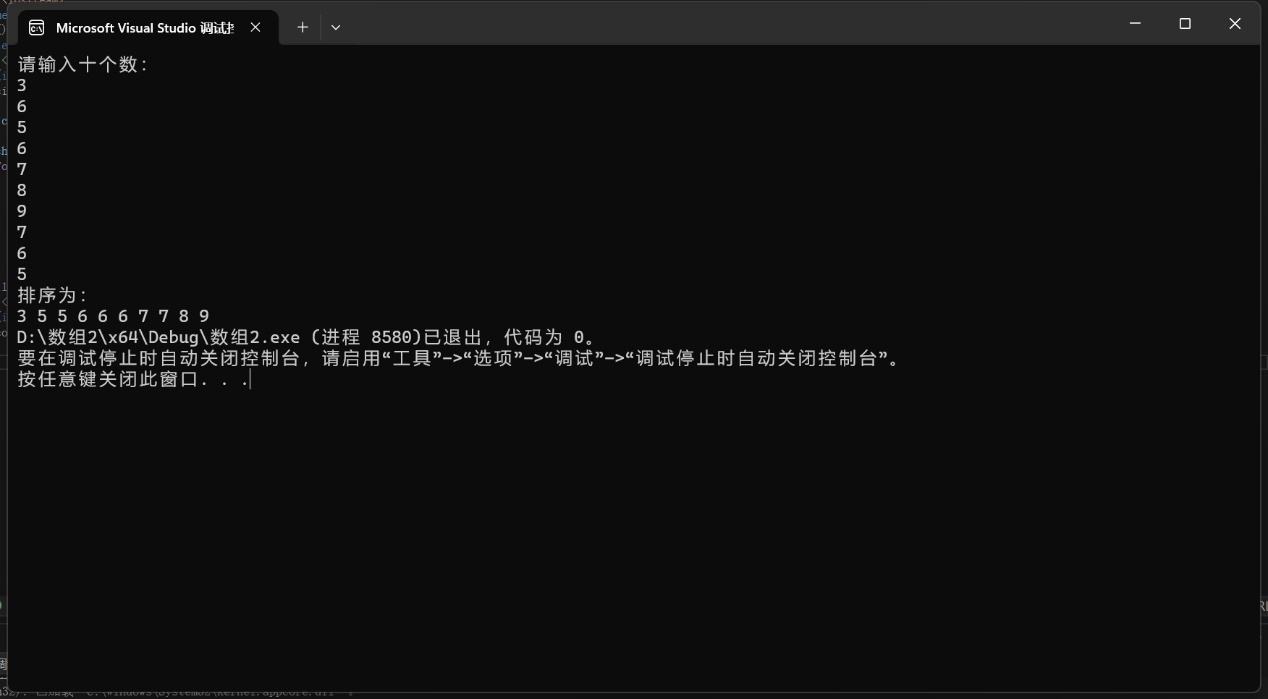 Microsoft Visual Studio 调试
请输入十个数:
3
6
5
6
7
8
9
7
6
5
排序为:
3 5 5 6 6 6 7 7 8 9
D:\数组2\x64\Debug\数组2.exe (进程 8580)已退出，代码为 0。
要在调试停止时自动关闭控制台，请启用“工具”->“选项”->“调试”->“调试停止时自动关闭控制台”。
按任意键关闭此窗口. . .